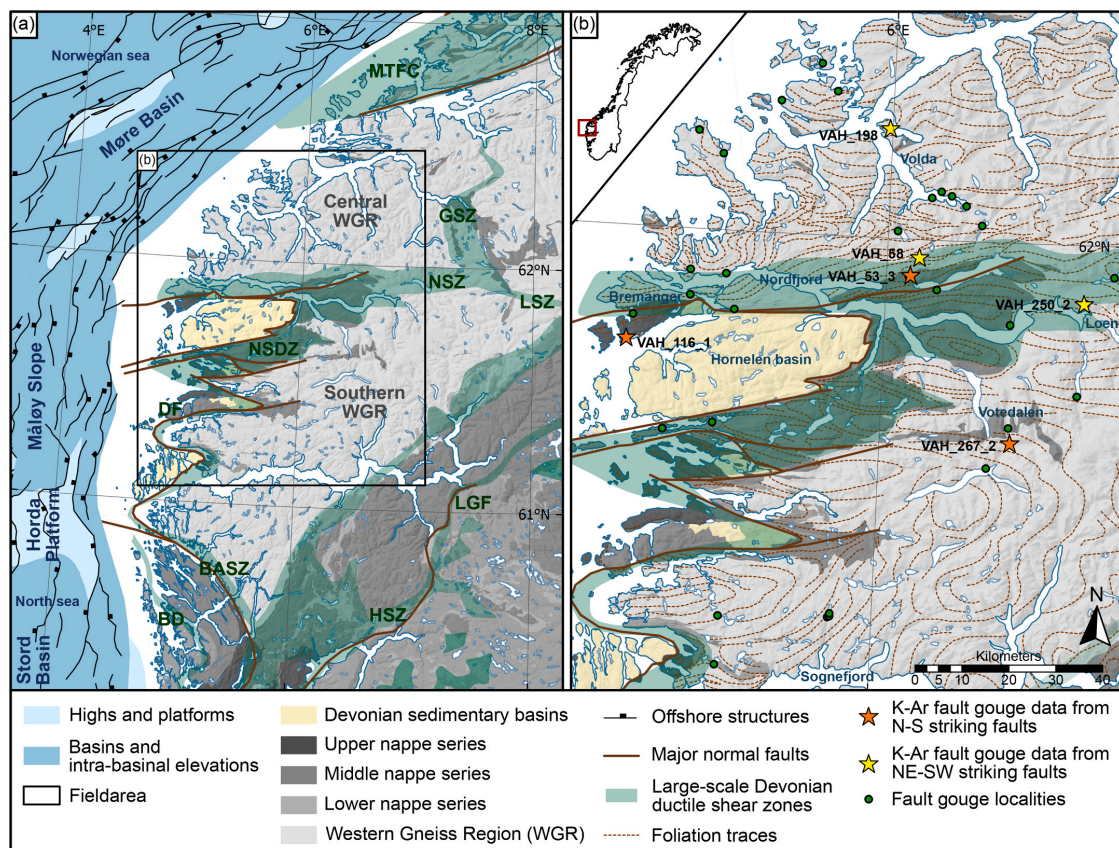 (a)
4°E
6°E
8°E
Norwegian sea
MTFC
Møre Basin
(b)
Central
WGR
GSZ
62°N
NSZ
LSZ
NSDZ
Måløy Slope
Southern
WGR
DF
Horda
Platform
LGF
61°N
BASZ
North sea
BD
HSZ
Stord
Basin
(b)
6°E
VAH_198
Volda
62°N
VAH_58
Nordfjord
VAH_53_3
Bremanger
VAH_250_2
Loen
VAH_116_1
Hornelen basin
Votedalen
VAH_267_2
N
Kilometers
Sognefjord
0 5 10 20 30 40
Highs and platforms
Basins and
intra-basinal elevations
Fieldarea
Devonian sedimentary basins
Upper nappe series
Middle nappe series
Lower nappe series
Western Gneiss Region (WGR)
Offshore structures
Major normal faults
Large-scale Devonian
ductile shear zones
Foliation traces
K-Ar fault gouge data from
N-S striking faults
K-Ar fault gouge data from
NE-SW striking faults
Fault gouge localities